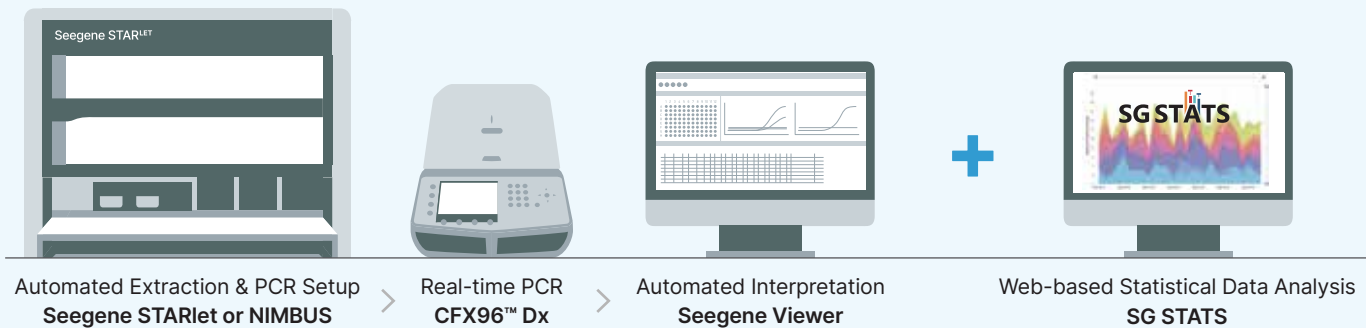 Seegene STARLET
SG STATS
Automated Extraction & PCR Setup
Seegene STARlet or NIMBUS
Real-time PCR
CFX96™ Dx
Automated Interpretation
Seegene Viewer
Web-based Statistical Data Analysis
SG STATS